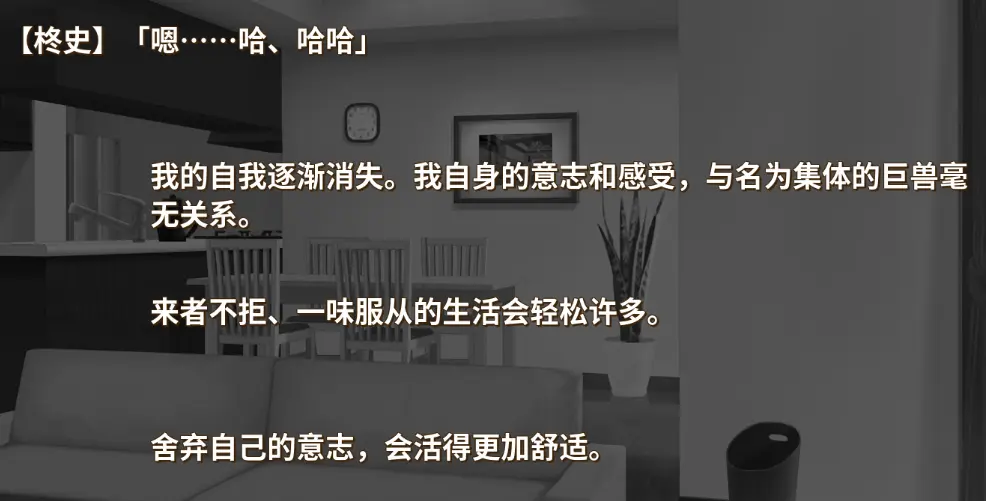 【柊史】「嗯……哈、哈哈」
我的自我逐渐消失。我自身的意志和感受，与名为集体的巨兽毫
无关系。
来者不拒、一味服从的生活会轻松许多。
舍弃自己的意志，会活得更加舒适。